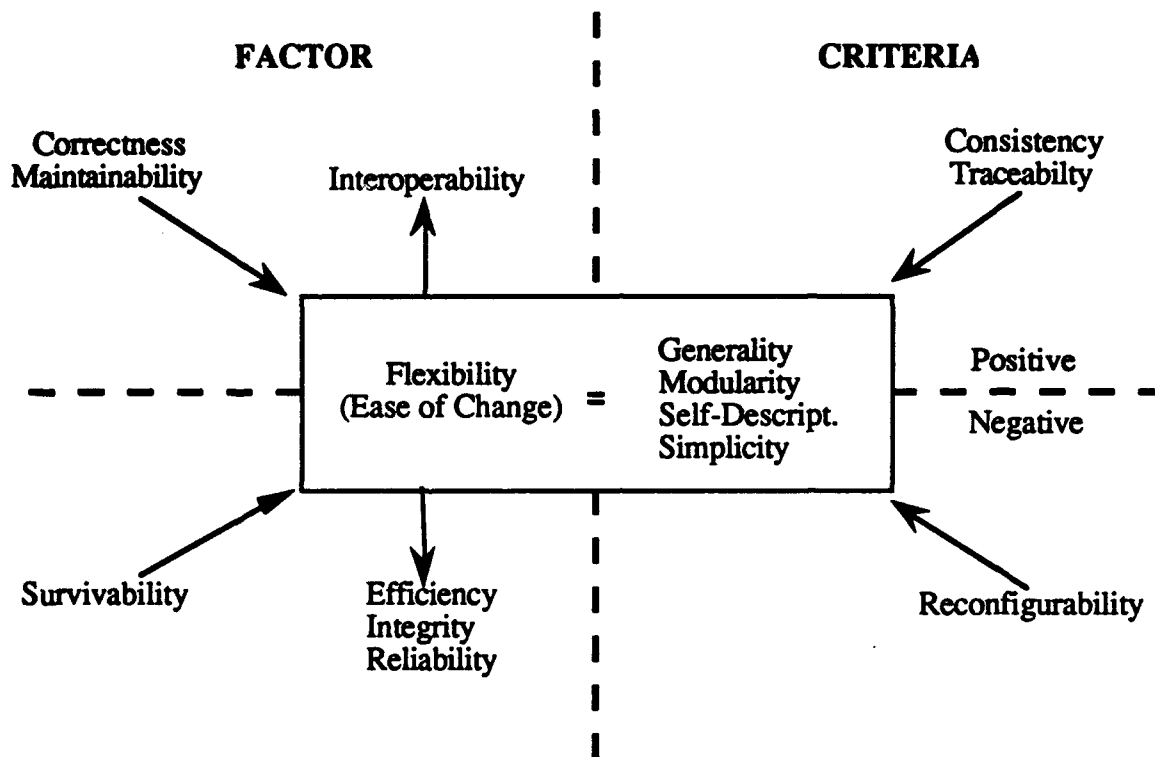 FACTOR
CRITERIA
Correctness
Maintainability
Interoperability
Consistency
Traceabilty
Flexibility
(Ease of Change)
=
Generality
Modularity
Self-Descript.
Simplicity
Positive
Negative
Survivability
Efficiency
Integrity
Reliability
Reconfigurability